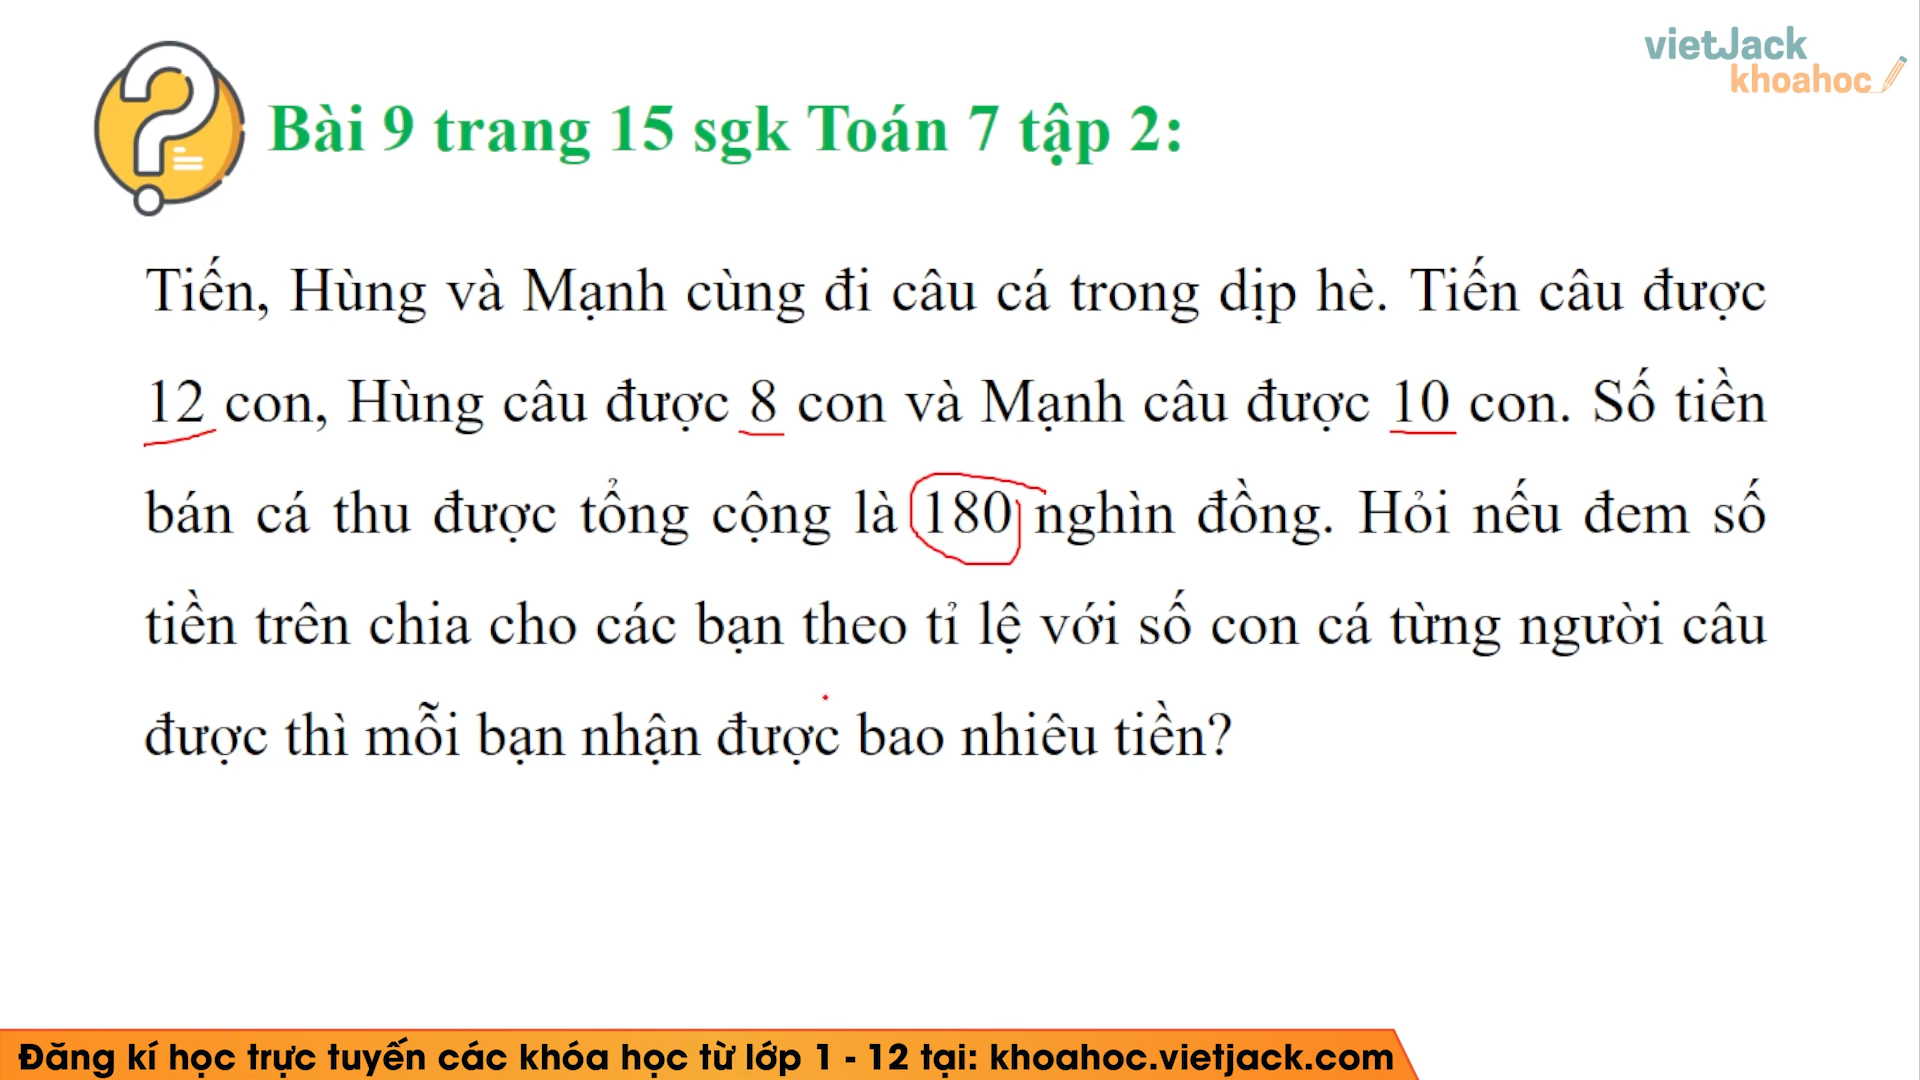 vietJack
khoahoc
Bài 9 trang 15 sgk Toán 7 tập 2:
Tiến, Hùng và Mạnh cùng đi câu cá trong dịp hè. Tiến câu được
12 con, Hùng câu được 8 con và Mạnh câu được 10 con. Số tiền
bán cá thu được tổng cộng là 180 nghìn đồng. Hỏi nếu đem số
tiền trên chia cho các bạn theo tỉ lệ với số con cá từng người câu
được thì mỗi bạn nhận được bao nhiêu tiền?
Đăng kí học trực tuyến các khóa học từ lớp 1 - 12 tại: khoahoc.vietjack.com